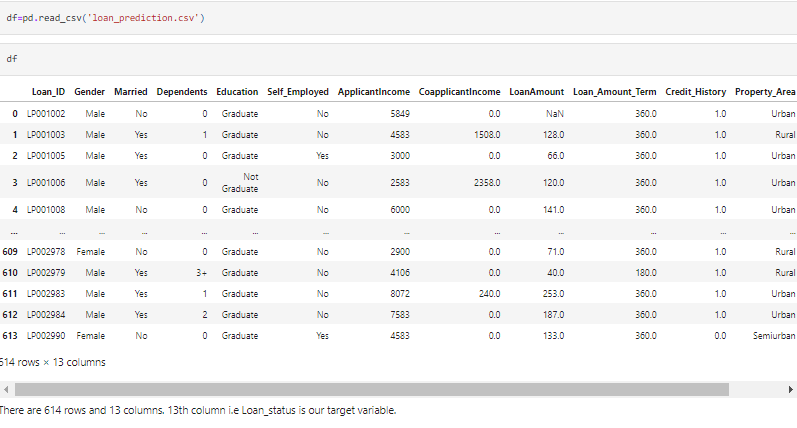 df=pd.read_csv('loan_prediction.csv')
df
Loan_ID Gender Married Dependents Education Self_Employed ApplicantIncome CoapplicantIncome LoanAmount Loan_Amount_Term Credit_History Property_Area
0 LP001002 Male No 0 Graduate No 5849 0.0 NaN 360.0 1.0 Urban
1 LP001003 Male Yes 1 Graduate No 4583 1508.0 128.0 360.0 1.0 Rural
2 LP001005 Male Yes 0 Graduate Yes 3000 0.0 66.0 360.0 1.0 Urban
3 LP001006 Male Yes 0 Not Graduate No 2583 2358.0 120.0 360.0 1.0 Urban
4 LP001008 Male No 0 Graduate No 6000 0.0 141.0 360.0 1.0 Urban
... ... ... ... ... ... ... ... ... ... ... ... ...
609 LP002978 Female No 0 Graduate No 2900 0.0 71.0 360.0 1.0 Rural
610 LP002979 Male Yes 3+ Graduate No 4106 0.0 40.0 180.0 1.0 Rural
611 LP002983 Male Yes 1 Graduate No 8072 240.0 253.0 360.0 1.0 Urban
612 LP002984 Male Yes 2 Graduate No 7583 0.0 187.0 360.0 1.0 Urban
613 LP002990 Female No 0 Graduate Yes 4583 0.0 133.0 360.0 0.0 Semiurban
614 rows × 13 columns
There are 614 rows and 13 columns. 13th column i.e Loan_status is our target variable.